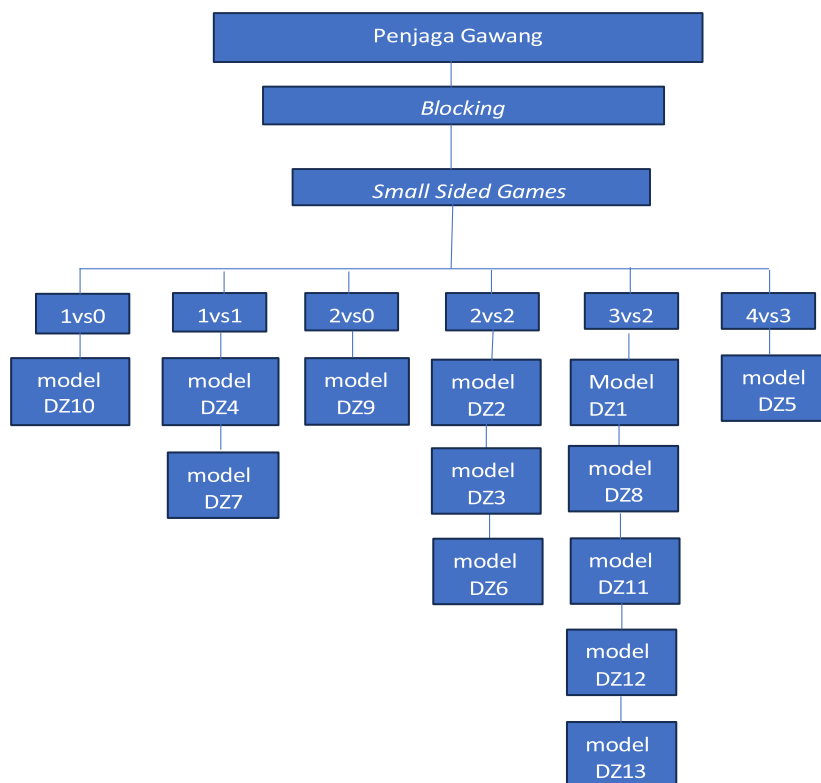 Penjaga Gawang
Blocking
Small Sided Games
1vs0
1vs1
2vs0
2vs2
3vs2
4vs3
model
DZ10
model
DZ4
model
DZ9
model
DZ2
Model
DZ1
model
DZ5
model
DZ7
model
DZ3
model
DZ8
model
DZ6
model
DZ11
model
DZ12
model
DZ13